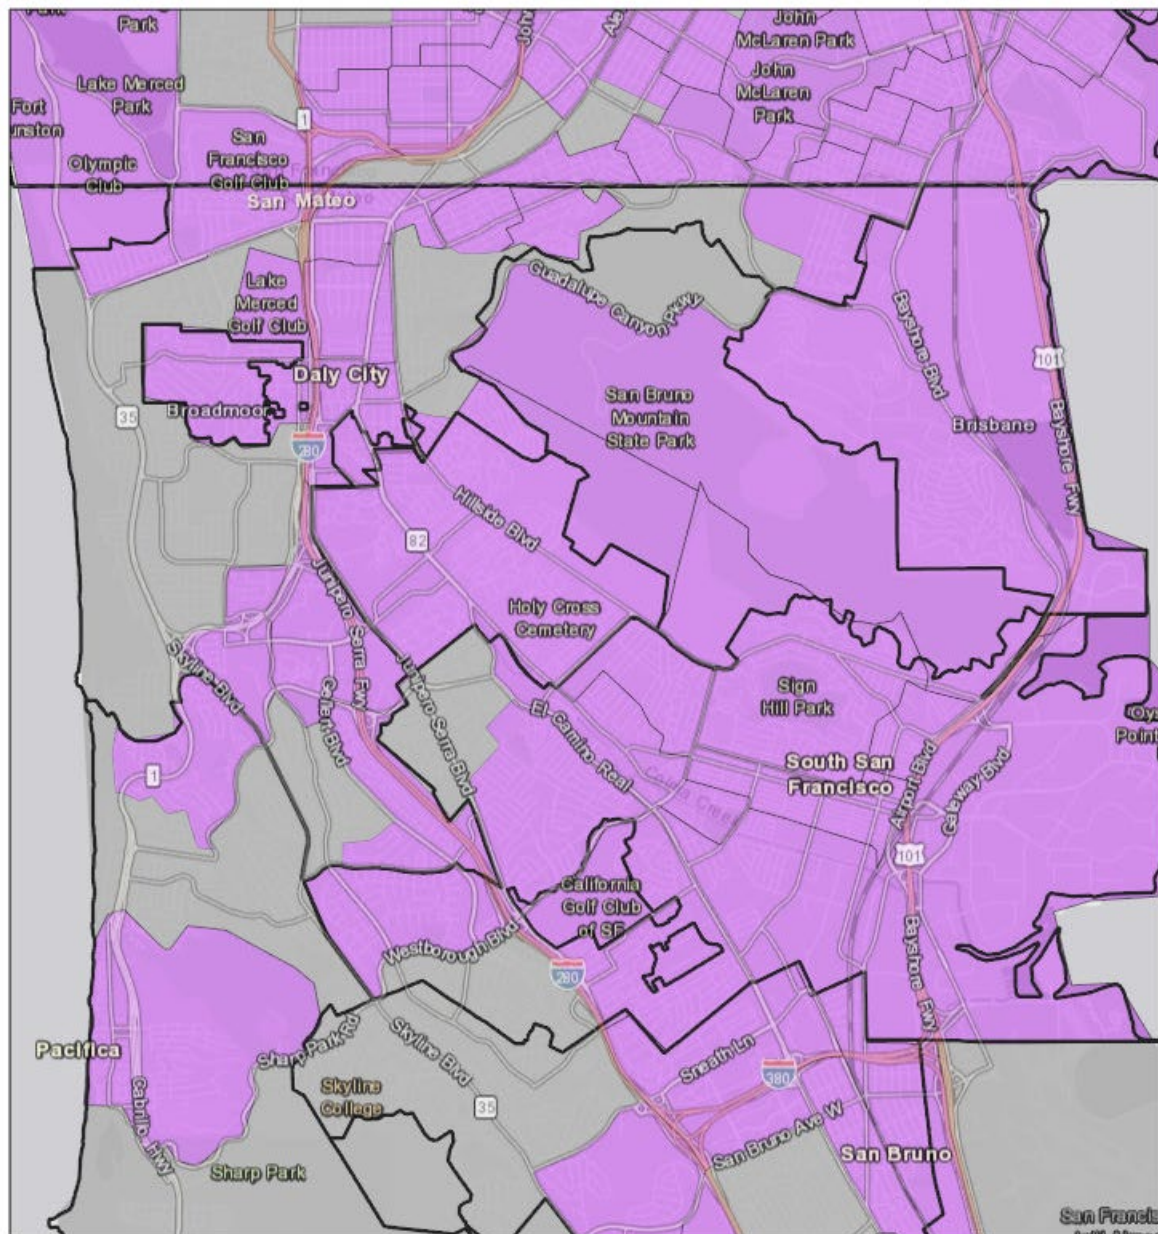 Park
John
McLaren Park
Lake Merced
Park
John
McLaren
Park
Fort
Funston
1
San
Francisco
Golf Club
Olympic
Club
San Mateo
Guadalupe Canyon Pkwy
Lake
Merced
Golf Club
Bayshore Blvd
101
Daly City
San Bruno
Mountain
State Park
Broadmoor
35
Brisbane
Bayshore Fwy
280
Hillside Blvd
82
Junipero Serra Fwy
Holy Cross
Cemetery
Skyline Blvd
Junipero Serra Blvd
Callan Blvd
Sign
Hill Park
El Camino Real
Point
1
South San
Francisco
Colma Creek
Airport Blvd
Gateway Blvd
101
California
Golf Club
of SF
Westborough Blvd
280
Bayshore Fwy
Pacifica
Sharp Park Rd
Skyline Blvd
Sneath Ln
380
Cabrillo Hwy
Skyline
College
35
San Bruno Ave W
San Bruno
Sharp Park